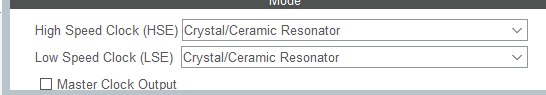 Mode
High Speed Clock (HSE) Crystal/Ceramic Resonator
Low Speed Clock (LSE) Crystal/Ceramic Resonator
Master Clock Output